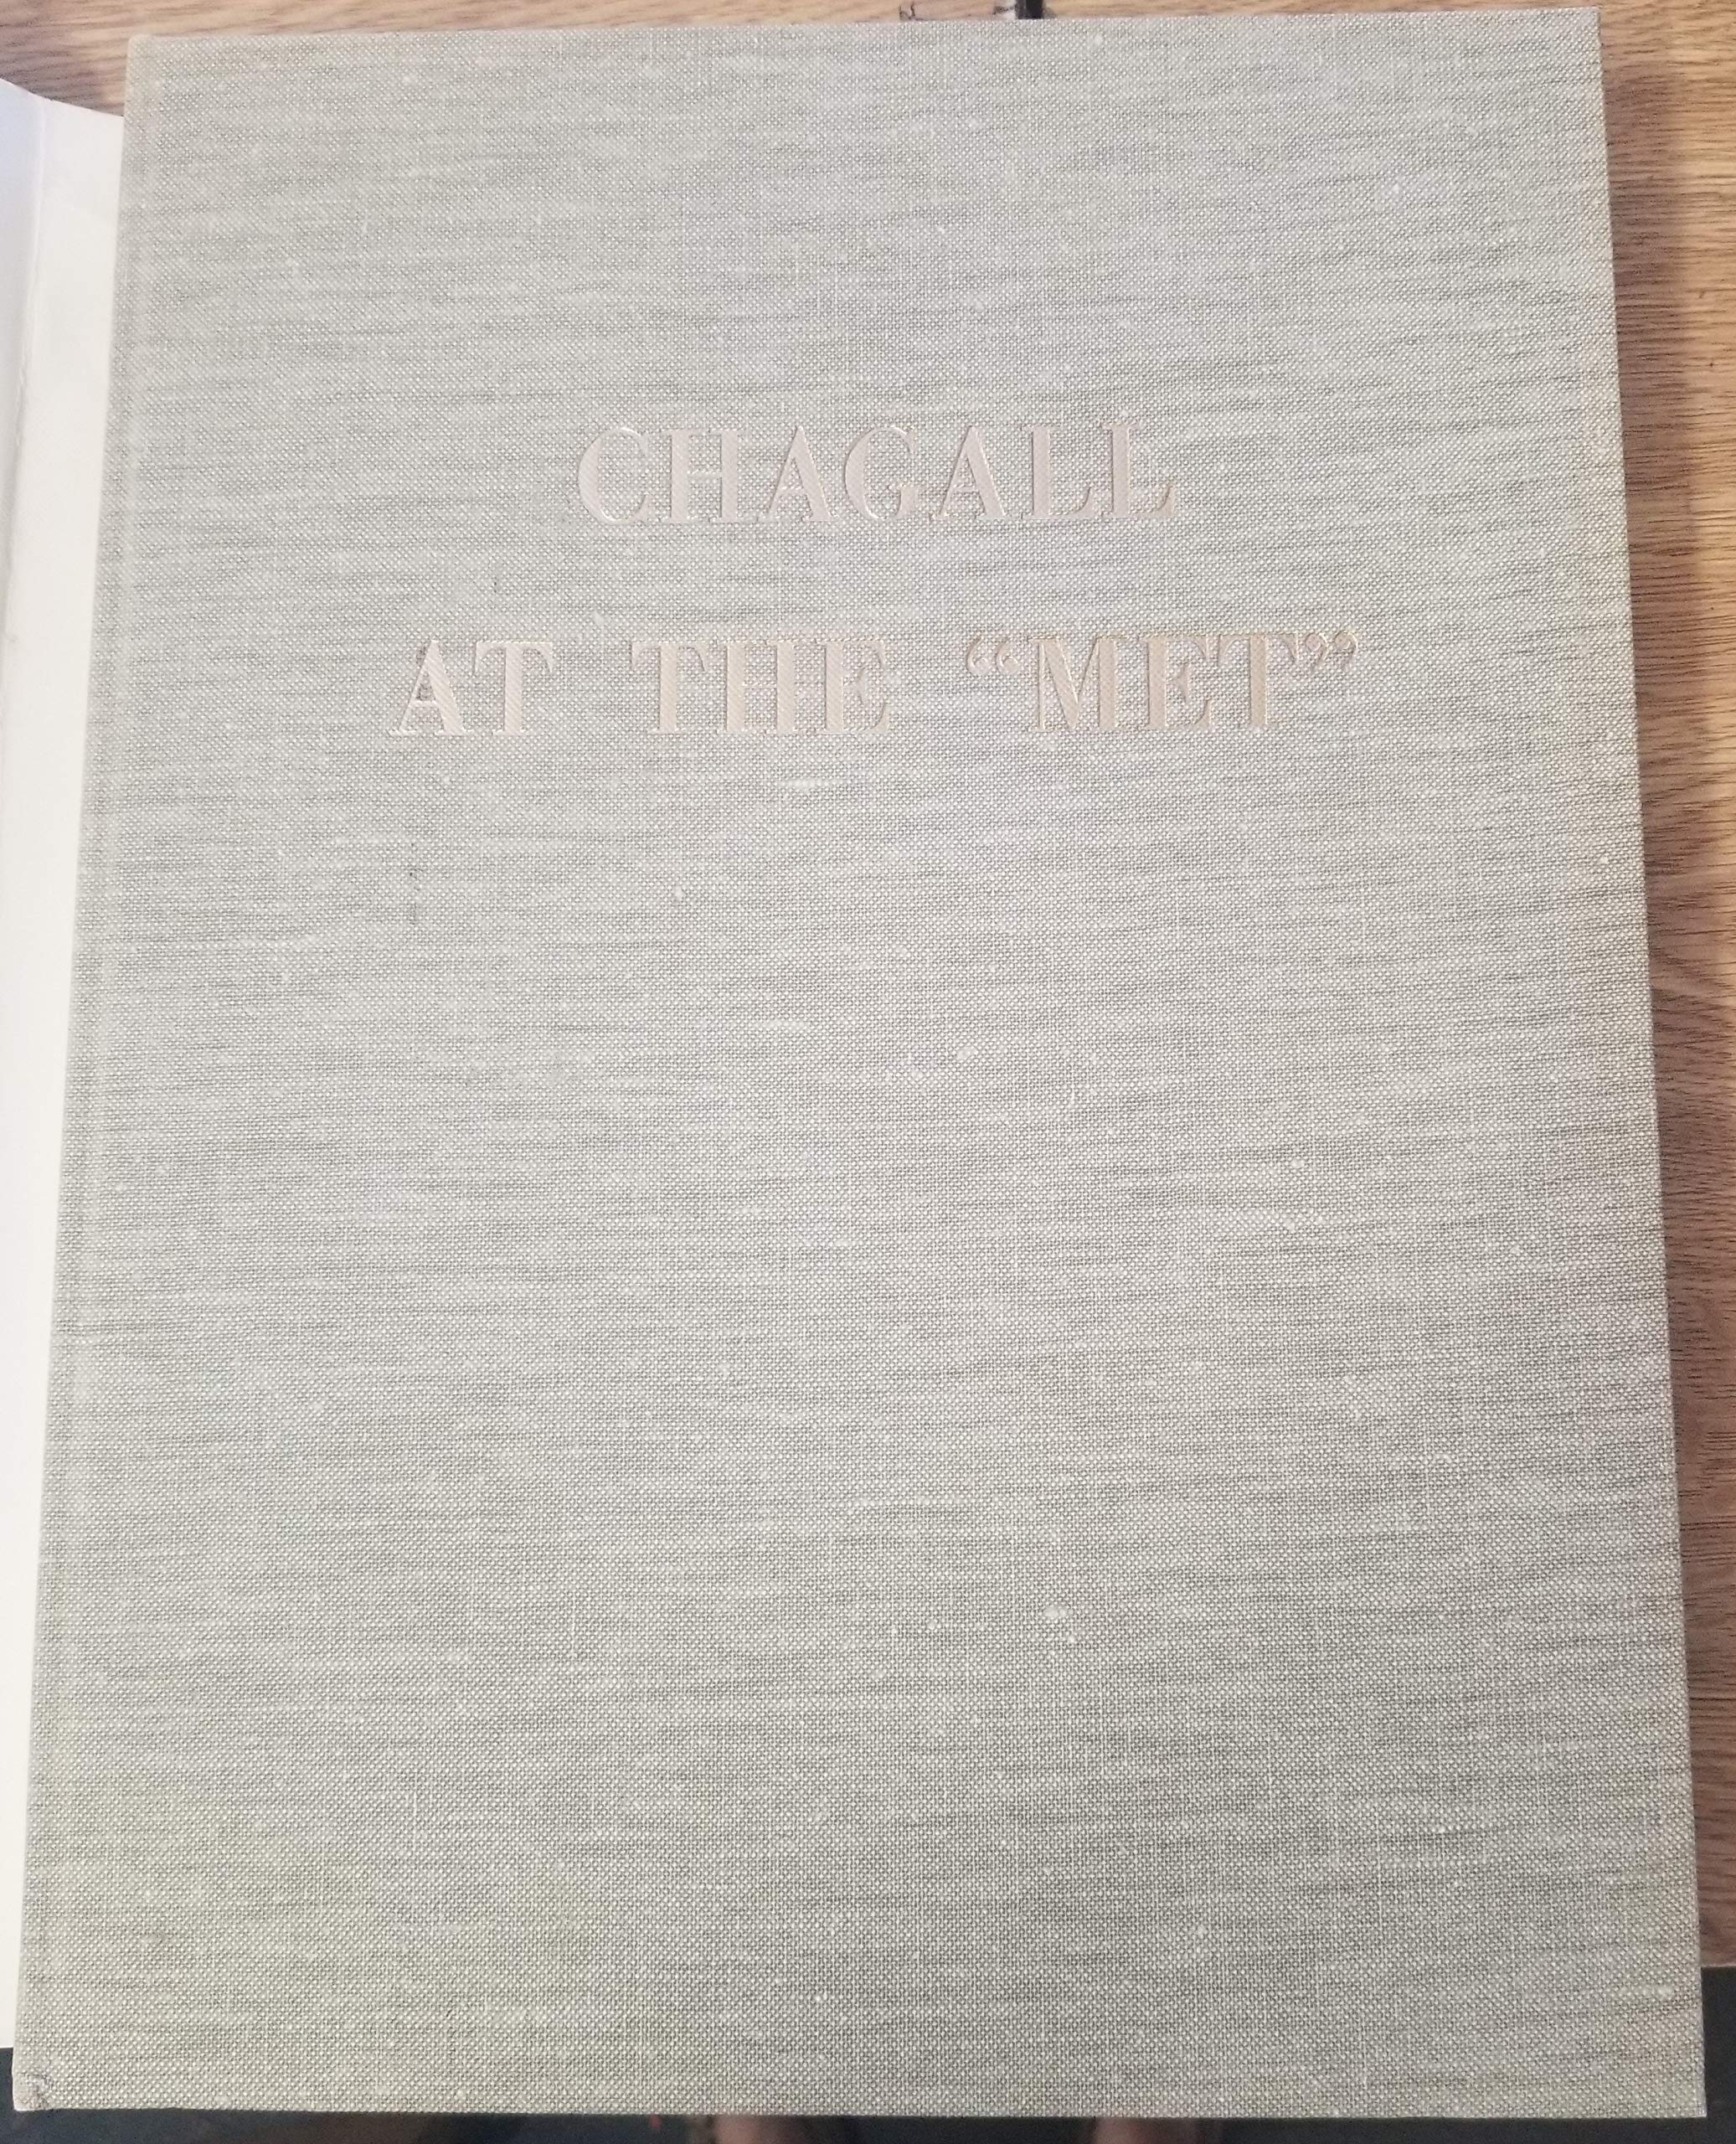 CHAGALL
AT THE “MET”